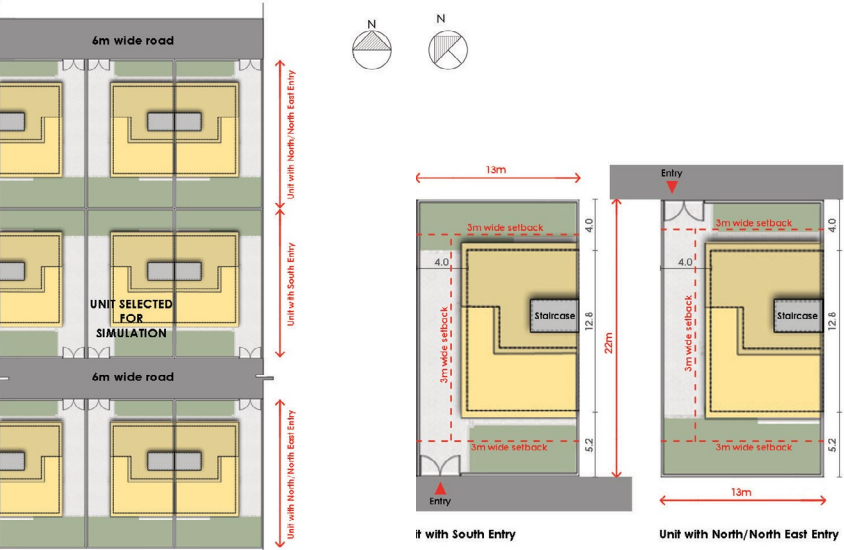 6m wide road
Unit with North/North East Entry
Unit with South Entry
UNIT SELECTED
FOR
SIMULATION
6m wide road
Unit with North/North East Entry
N
N
13m
3m wide setback
4.0
4.0
3m wide setback
Staircase
12.8
22m
3m wide setback
5.2
Entry
it with South Entry
Entry
3m wide setback
4.0
4.0
3m wide setback
Staircase
12.8
3m wide setback
5.2
13m
Unit with North/North East Entry